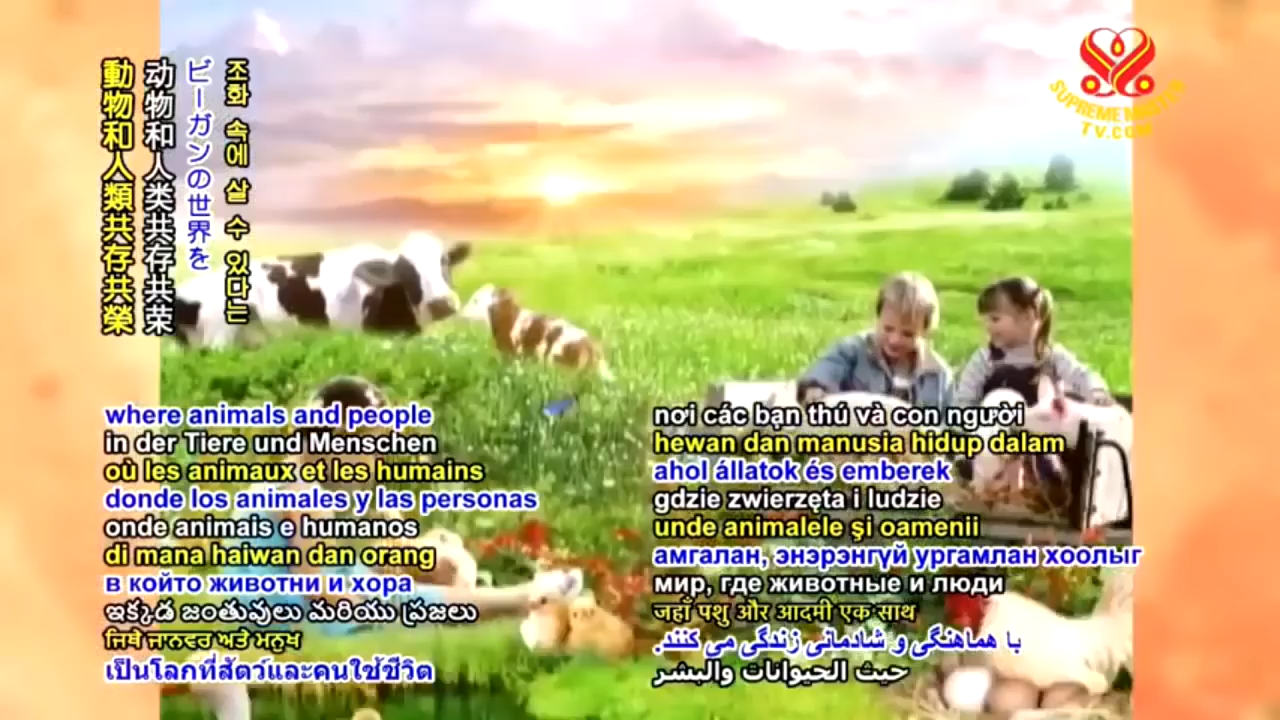 動物和人類共存共榮
动物和人类共存共荣
ビーガンの世界を
조화 속에 살 수 있다는
SUPREME MASTER
TV.COM
where animals and people
in der Tiere und Menschen
où les animaux et les humains
donde los animales y las personas
onde animais e humanos
di mana haiwan dan orang
в който животни и хора
ఇక్కడ జంతువులు మరియు ప్రజలు
ਜਿਥੇ ਜਾਨਵਰ ਅਤੇ ਮਨੁਖ
เป็นโลกที่สัตว์และคนใช้ชีวิต
nơi các bạn thú và con người
hewan dan manusia hidup dalam
ahol állatok és emberek
gdzie zwierzęta i ludzie
unde animalele şi oamenii
амгалан, энэрэнгүй ургамлан хоолыг
мир, где животные и люди
जहाँ पशु और आदमी एक साथ
با هماهنگی و شادمانی زندگی می کنند.
حيث الحيوانات والبشر